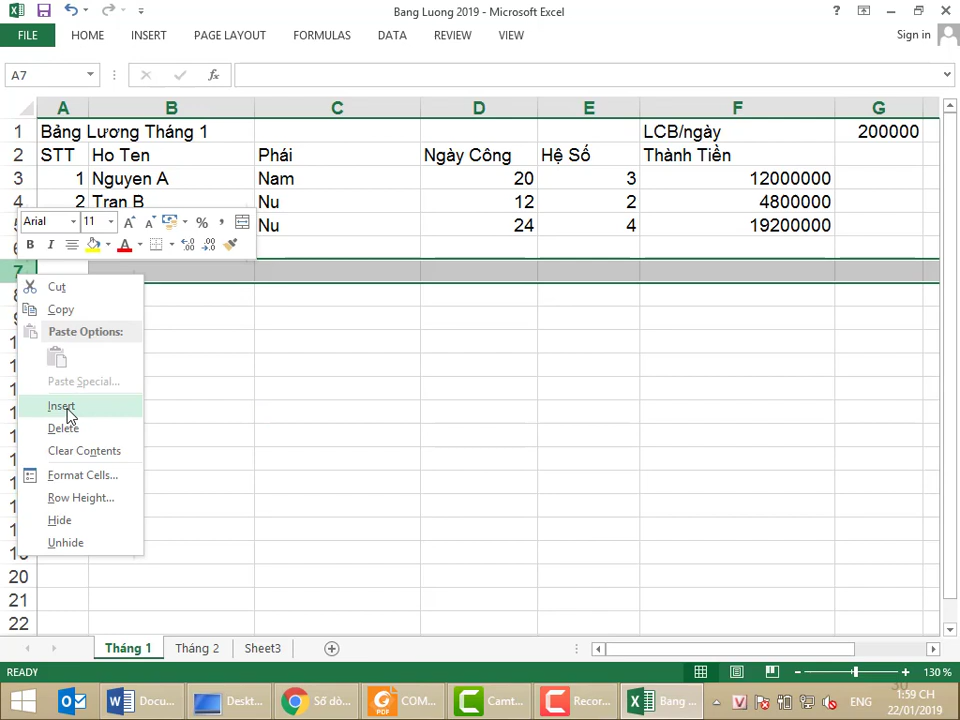 Bang Luong 2019 - Microsoft Excel
FILE HOME INSERT PAGE LAYOUT FORMULAS DATA REVIEW VIEW Sign in
A7
A B C D E F G
1 Bảng Lương Tháng 1 LCB/ngày 200000
2 STT Ho Ten Phái Ngày Công Hệ Số Thành Tiền
3 1 Nguyen A Nam 20 3 12000000
4 2 Tran B Nu 12 2 4800000
Nu 24 4 19200000
Arial 11
7
Cut
Copy
Paste Options:
Paste Special...
Insert
Delete
Clear Contents
Format Cells...
Row Height...
Hide
Unhide
20
21
22
Tháng 1 Tháng 2 Sheet3
READY 130 %
Docu... Deskt... Số dò... COM... Camt... Recor... Bang ... ENG 1:59 CH
22/01/2019